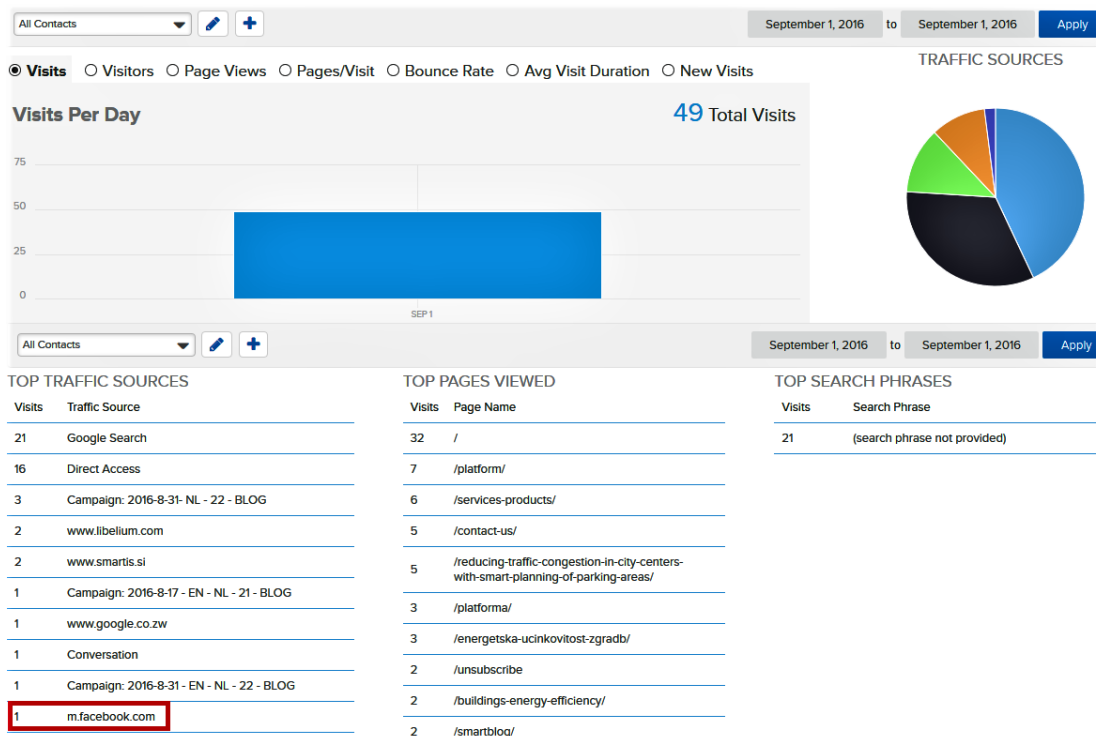 All Contacts
September 1, 2016 to September 1, 2016 Apply
Visits Visitors Page Views Pages/Visit Bounce Rate Avg Visit Duration New Visits
TRAFFIC SOURCES
Visits Per Day
49 Total Visits
75
50
25
0
SEP 1
All Contacts
September 1, 2016 to September 1, 2016 Apply
TOP TRAFFIC SOURCES
Visits Traffic Source
21 Google Search
16 Direct Access
3 Campaign: 2016-8-31- NL - 22 - BLOG
2 www.libelium.com
2 www.smartis.si
1 Campaign: 2016-8-17 - EN - NL - 21 - BLOG
1 www.google.co.zw
1 Conversation
1 Campaign: 2016-8-31 - EN - NL - 22 - BLOG
1 m.facebook.com
TOP PAGES VIEWED
Visits Page Name
32 /
7 /platform/
6 /services-products/
5 /contact-us/
5 /reducing-traffic-congestion-in-city-centers-
with-smart-planning-of-parking-areas/
3 /platforma/
3 /energetska-ucinkovitost-zgradb/
2 /unsubscribe
2 /buildings-energy-efficiency/
2 /smartblog/
TOP SEARCH PHRASES
Visits Search Phrase
21 (search phrase not provided)